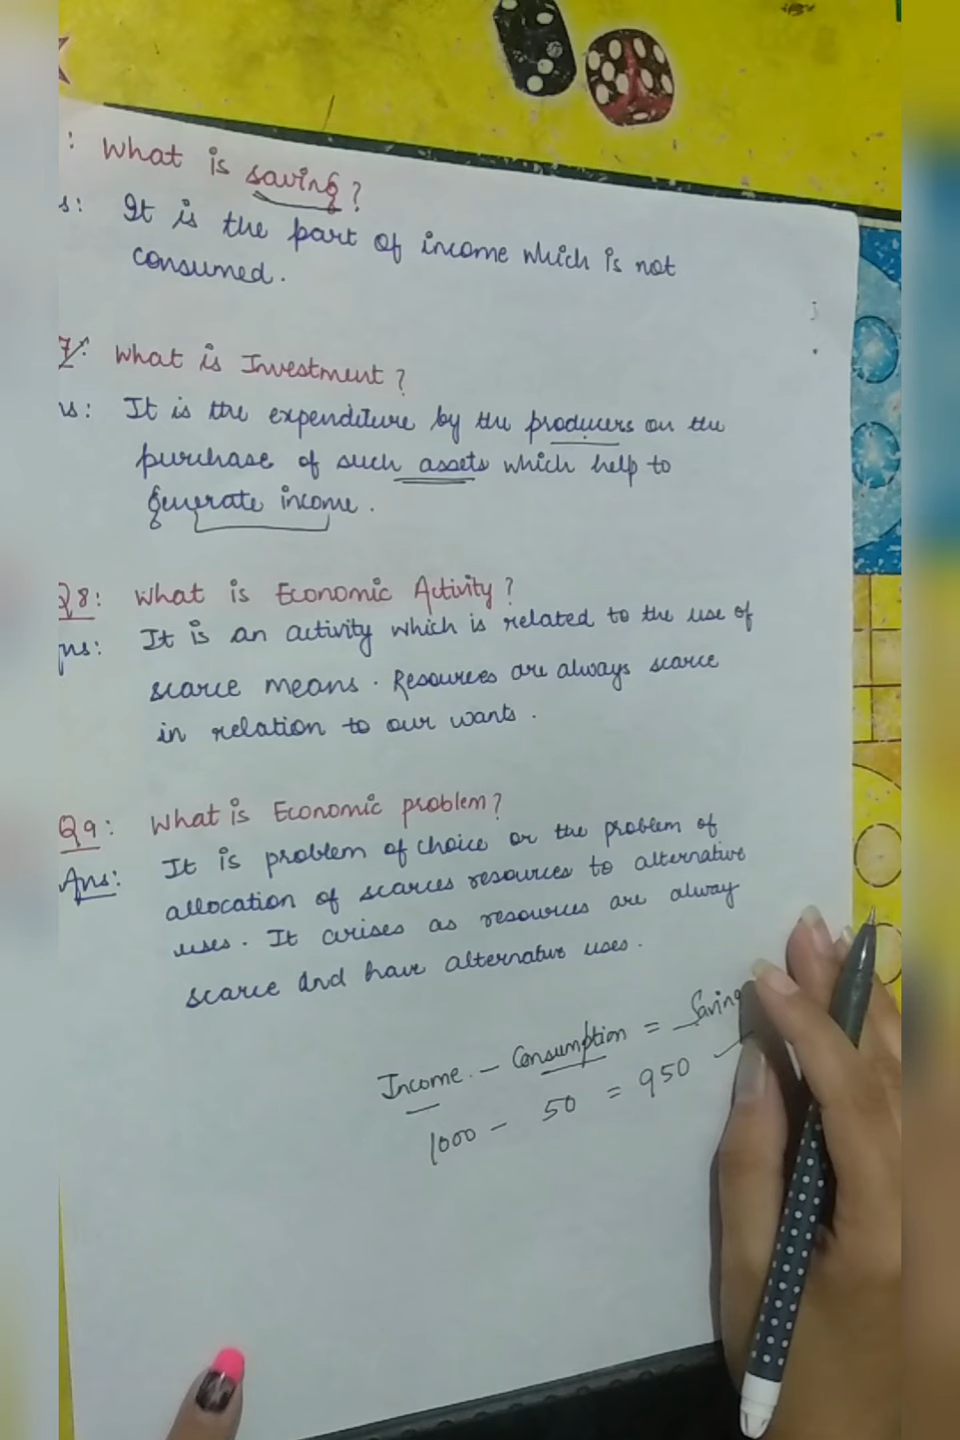 : What is saving?
s: It is the part of income which is not
consumed.
7: What is Investment?
ns: It is the expenditure by the producers on the
purchase of such assets which help to
generate income.
Q8: What is Economic Activity?
Ans: It is an activity which is related to the use of
scarce means. Resources are always scarce
in relation to our wants.
Q9: What is Economic problem?
Ans: It is problem of choice or the problem of
allocation of scarces resources to alternative
uses. It arises as resources are alway
scarce and have alternative uses.
Income - Consumption = Saving
1000 - 50 = 950